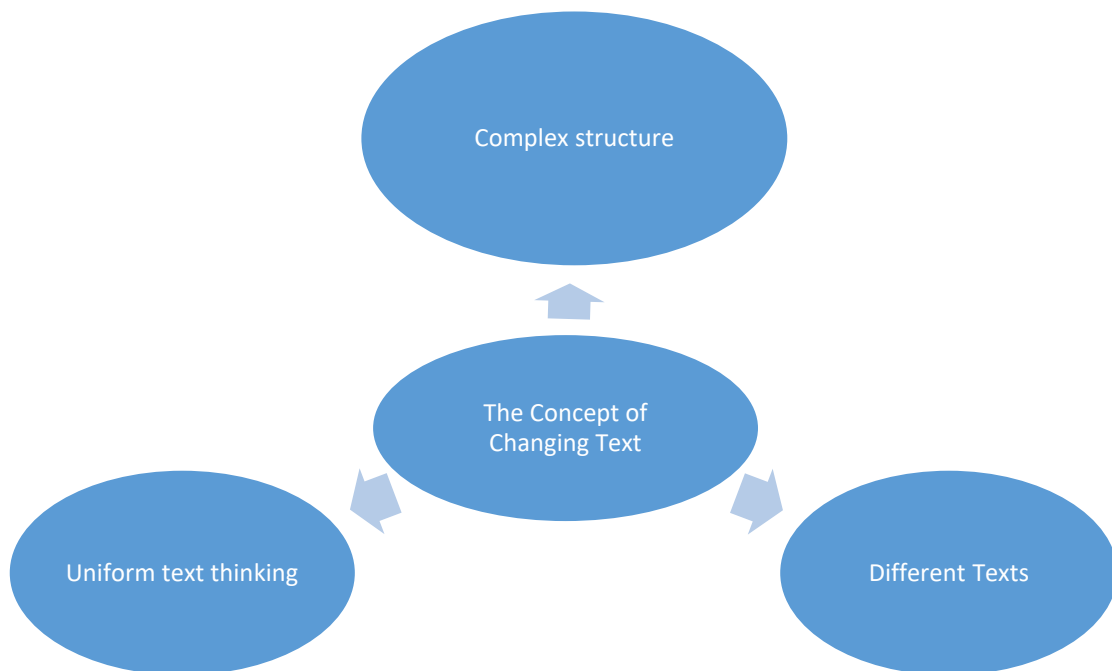 Complex structure
The Concept of
Changing Text
Uniform text thinking
Different Texts